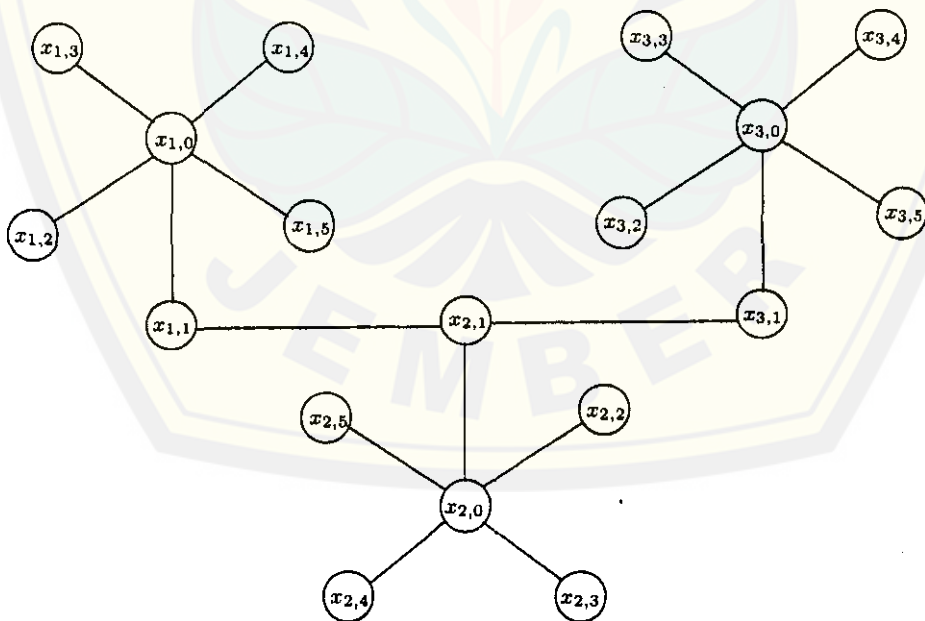 x1,3
x1,4
x3,3
x3,4
x1,0
x3,0
x1,2
x1,5
x3,2
x3,5
x1,1
x2,1
x3,1
JEMBER
x2,5
x2,2
x2,0
x2,4
x2,3